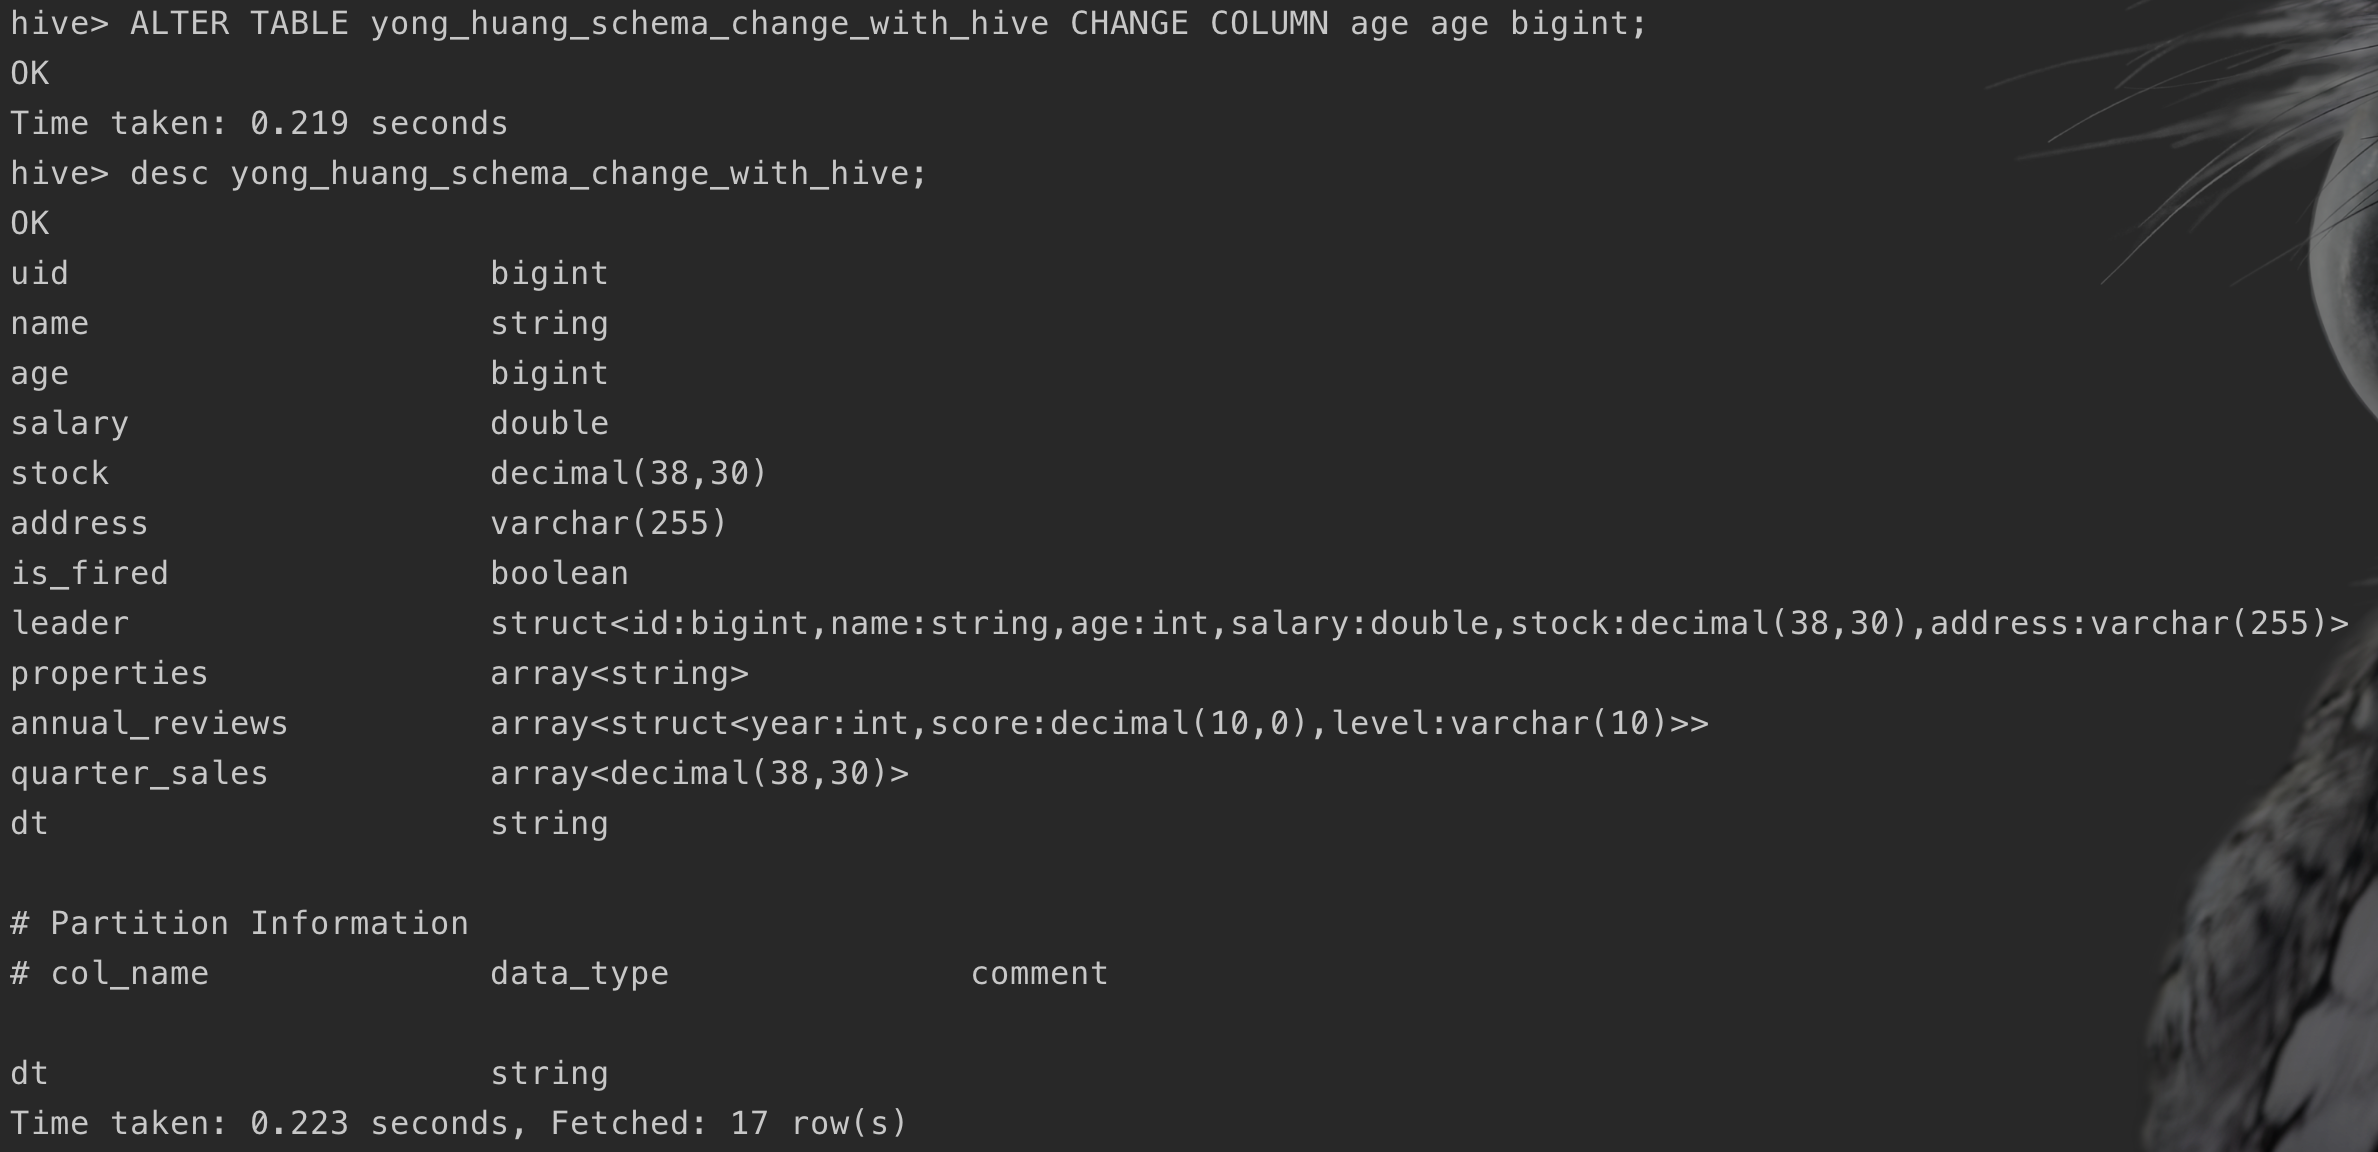 hive> ALTER TABLE yong_huang_schema_change_with_hive CHANGE COLUMN age age bigint;
OK
Time taken: 0.219 seconds
hive> desc yong_huang_schema_change_with_hive;
OK
uid bigint
name string
age bigint
salary double
stock decimal(38,30)
address varchar(255)
is_fired boolean
leader struct<id:bigint,name:string,age:int,salary:double,stock:decimal(38,30),address:varchar(255)>
properties array<string>
annual_reviews array<struct<year:int,score:decimal(10,0),level:varchar(10)>>
quarter_sales array<decimal(38,30)>
dt string
# Partition Information
# col_name data_type comment
dt string
Time taken: 0.223 seconds, Fetched: 17 row(s)